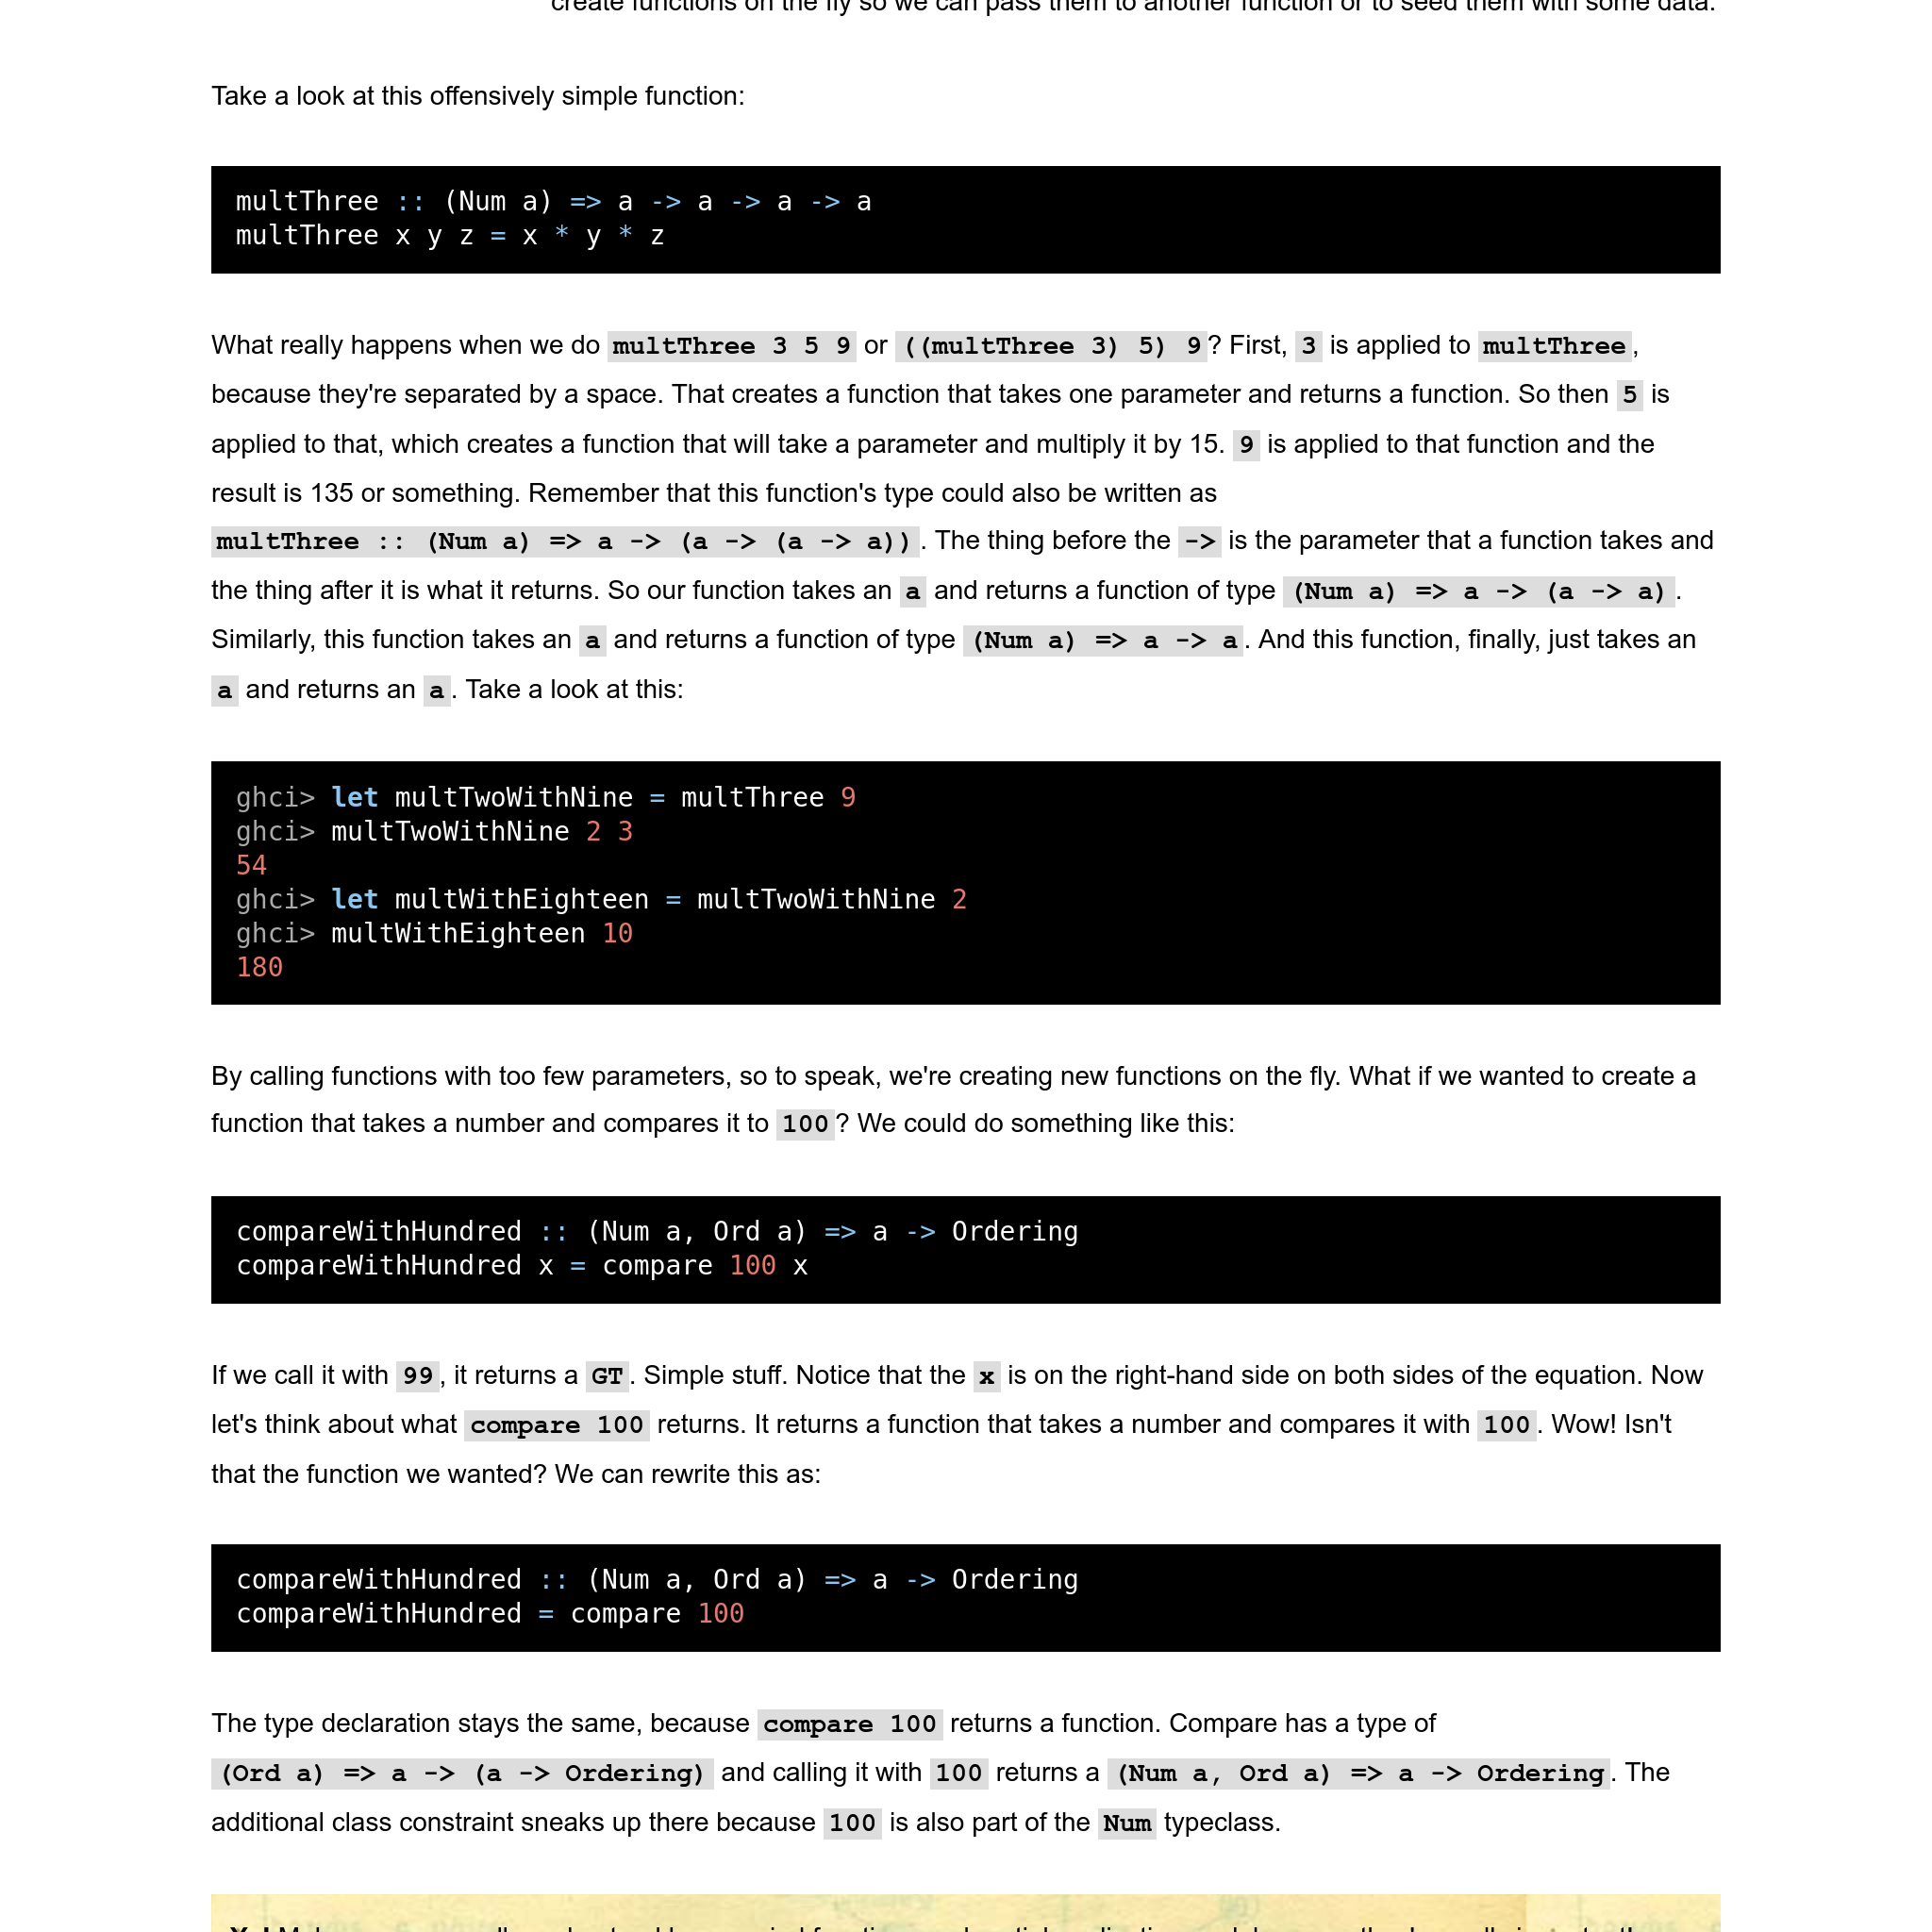 create functions on the fly so we can pass them to another function or to seed them with some data.
Take a look at this offensively simple function:
multThree :: (Num a) => a -> a -> a -> a
multThree x y z = x * y * z
What really happens when we do multThree 3 5 9 or ((multThree 3) 5) 9? First, 3 is applied to multThree,
because they're separated by a space. That creates a function that takes one parameter and returns a function. So then 5 is
applied to that, which creates a function that will take a parameter and multiply it by 15. 9 is applied to that function and the
result is 135 or something. Remember that this function's type could also be written as
multThree :: (Num a) => a -> (a -> (a -> a)). The thing before the -> is the parameter that a function takes and
the thing after it is what it returns. So our function takes an a and returns a function of type (Num a) => a -> (a -> a).
Similarly, this function takes an a and returns a function of type (Num a) => a -> a. And this function, finally, just takes an
a and returns an a. Take a look at this:
ghci> let multTwoWithNine = multThree 9
ghci> multTwoWithNine 2 3
54
ghci> let multWithEighteen = multTwoWithNine 2
ghci> multWithEighteen 10
180
By calling functions with too few parameters, so to speak, we're creating new functions on the fly. What if we wanted to create a
function that takes a number and compares it to 100? We could do something like this:
compareWithHundred :: (Num a, Ord a) => a -> Ordering
compareWithHundred x = compare 100 x
If we call it with 99, it returns a GT. Simple stuff. Notice that the x is on the right-hand side on both sides of the equation. Now
let's think about what compare 100 returns. It returns a function that takes a number and compares it with 100. Wow! Isn't
that the function we wanted? We can rewrite this as:
compareWithHundred :: (Num a, Ord a) => a -> Ordering
compareWithHundred = compare 100
The type declaration stays the same, because compare 100 returns a function. Compare has a type of
(Ord a) => a -> (a -> Ordering) and calling it with 100 returns a (Num a, Ord a) => a -> Ordering. The
additional class constraint sneaks up there because 100 is also part of the Num typeclass.